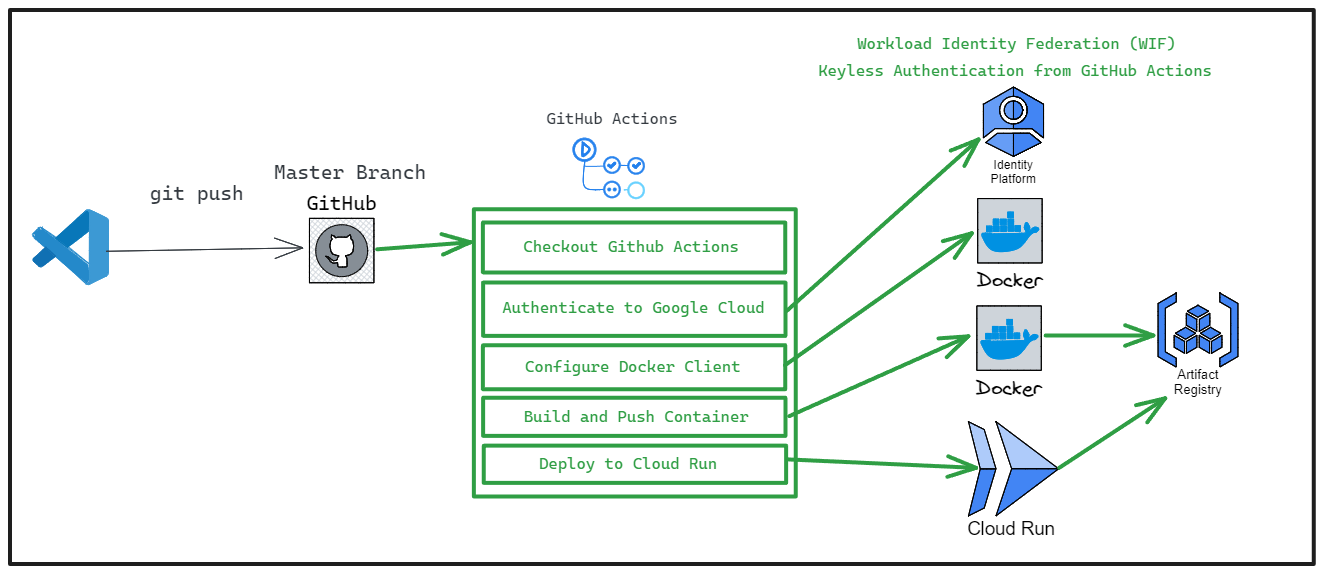 Workload Identity Federation (WIF)
Keyless Authentication from GitHub Actions
GitHub Actions
Master Branch
git push
GitHub
Identity
Platform
Checkout Github Actions
Authenticate to Google Cloud
Configure Docker Client
Build and Push Container
Deploy to Cloud Run
Docker
Docker
Artifact
Registry
Cloud Run